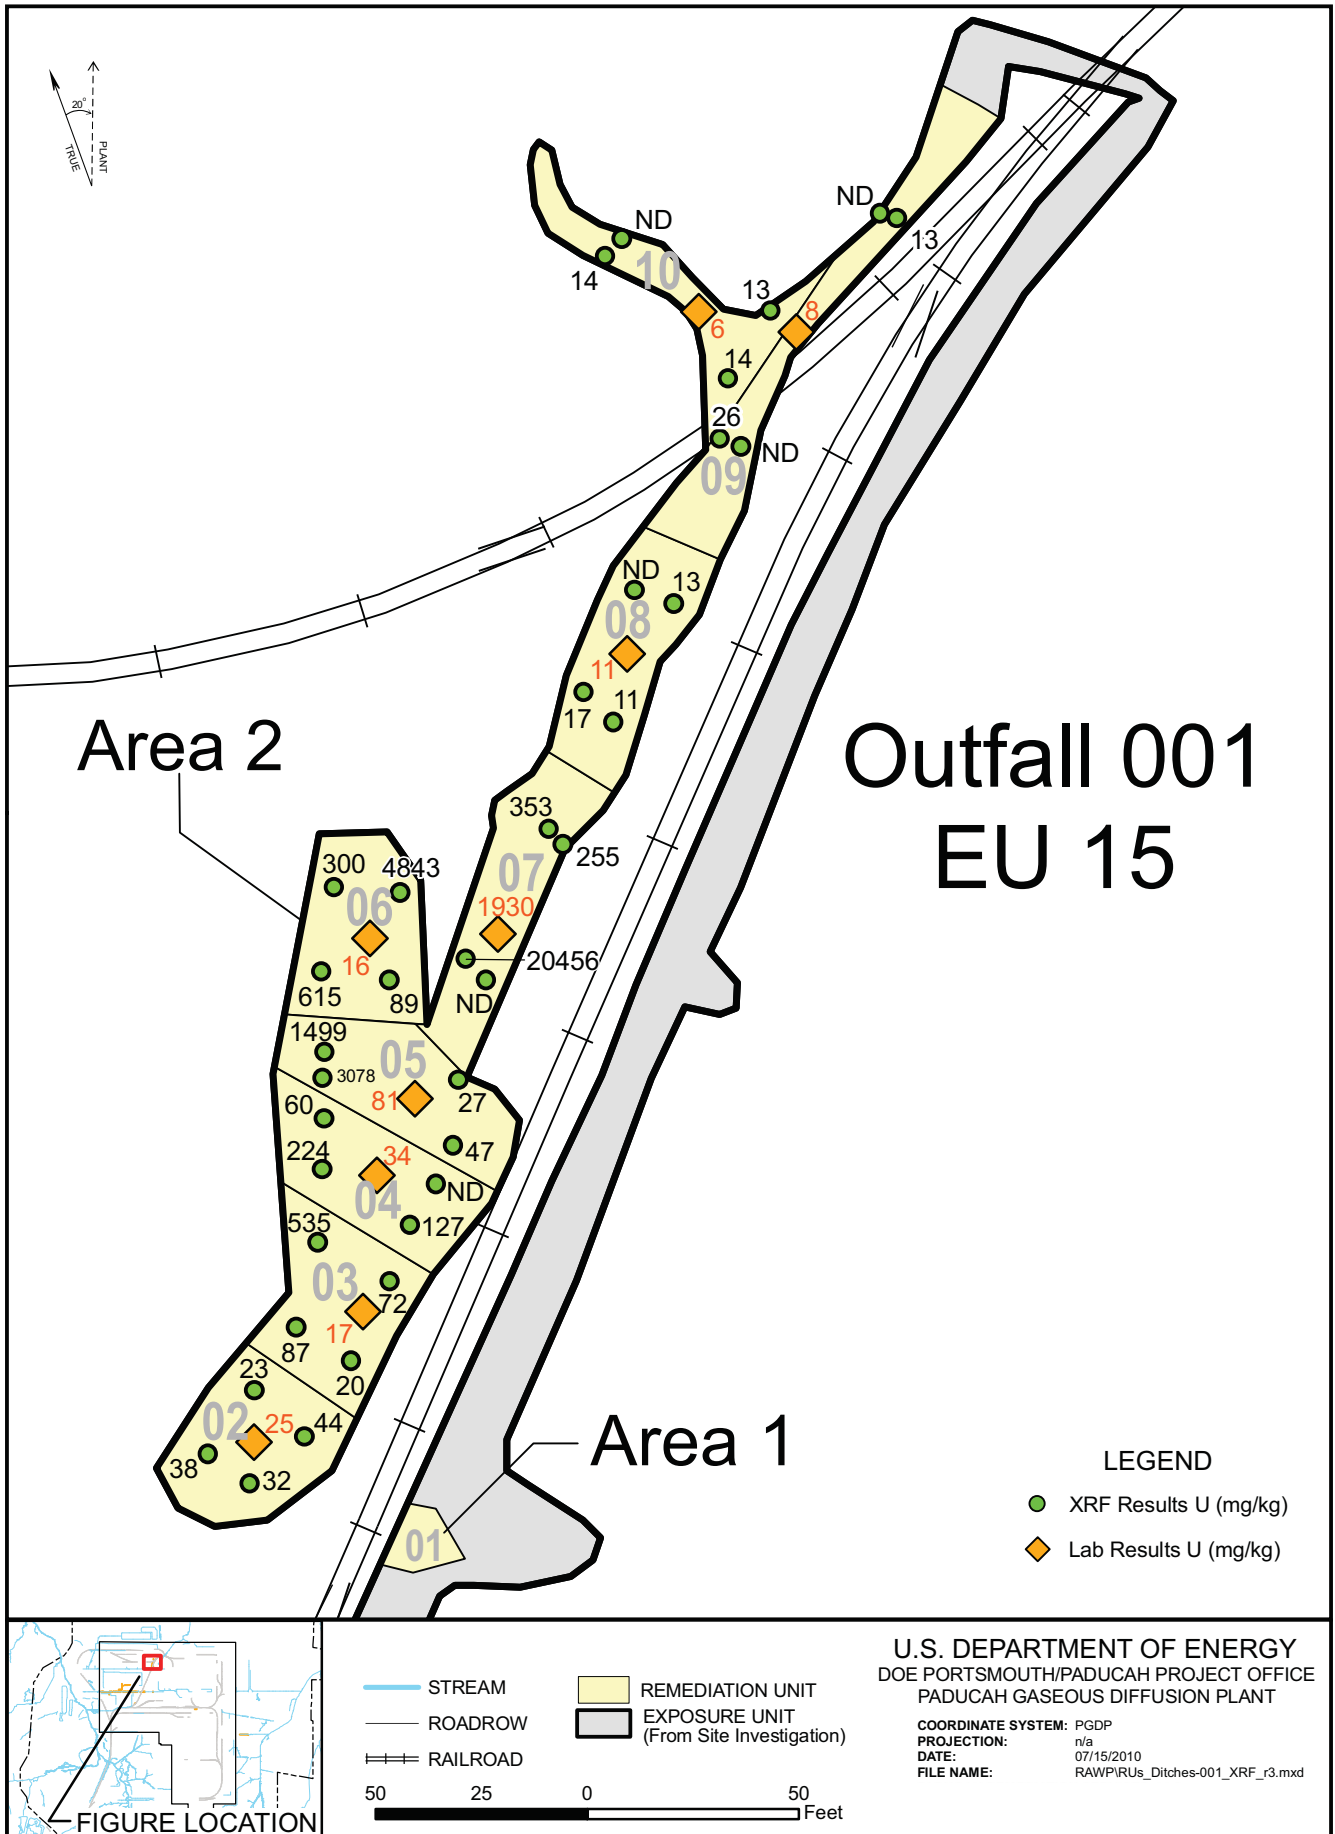 20°
TRUE
PLANT
ND
14
10
ND
13
13
6
8
14
26
ND
09
ND
13
08
11
17
11
Area 2
Outfall 001
EU 15
353
255
07
1930
20456
ND
300
4843
06
16
615
89
1499
05
3078
81
27
60
47
224
34
ND
04
127
535
03
72
17
87
20
23
02
25
44
38
32
Area 1
01
LEGEND
XRF Results U (mg/kg)
Lab Results U (mg/kg)
FIGURE LOCATION
STREAM
ROADROW
RAILROAD
REMEDIATION UNIT
EXPOSURE UNIT
(From Site Investigation)
50 25 0 50
Feet
U.S. DEPARTMENT OF ENERGY
DOE PORTSMOUTH/PADUCAH PROJECT OFFICE
PADUCAH GASEOUS DIFFUSION PLANT
COORDINATE SYSTEM: PGDP
PROJECTION: n/a
DATE: 07/15/2010
FILE NAME: RAWP\RUs_Ditches-001_XRF_r3.mxd